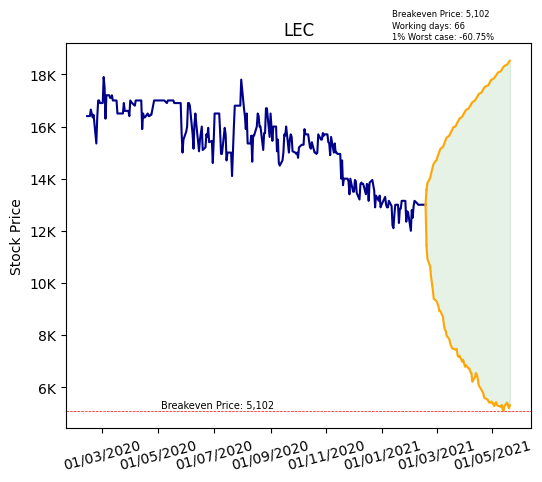 Breakeven Price: 5,102
Working days: 66
1% Worst case: -60.75%
LEC
Stock Price
18K
16K
14K
12K
10K
8K
6K
Breakeven Price: 5,102
01/03/2020 01/05/2020 01/07/2020 01/09/2020 01/11/2020 01/01/2021 01/03/2021 01/05/2021